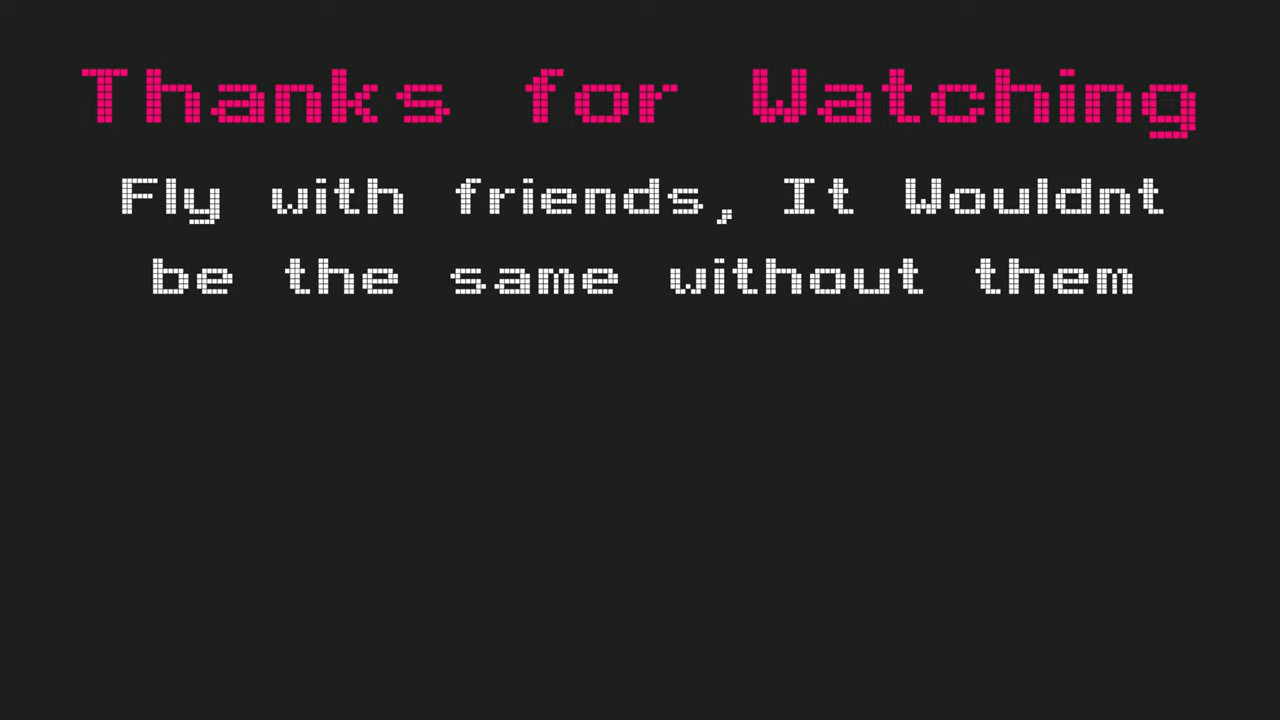 Thanks for Watching
Fly with friends, It Wouldnt
be the same without them